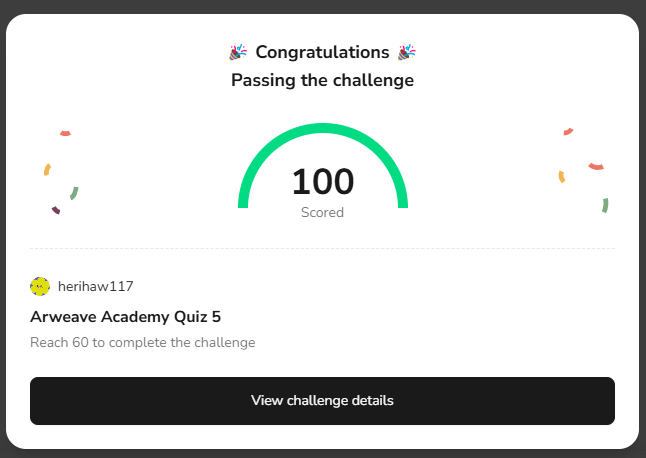 🎉 Congratulations 🎉
Passing the challenge
100
Scored
herihaw117
Arweave Academy Quiz 5
Reach 60 to complete the challenge
View challenge details